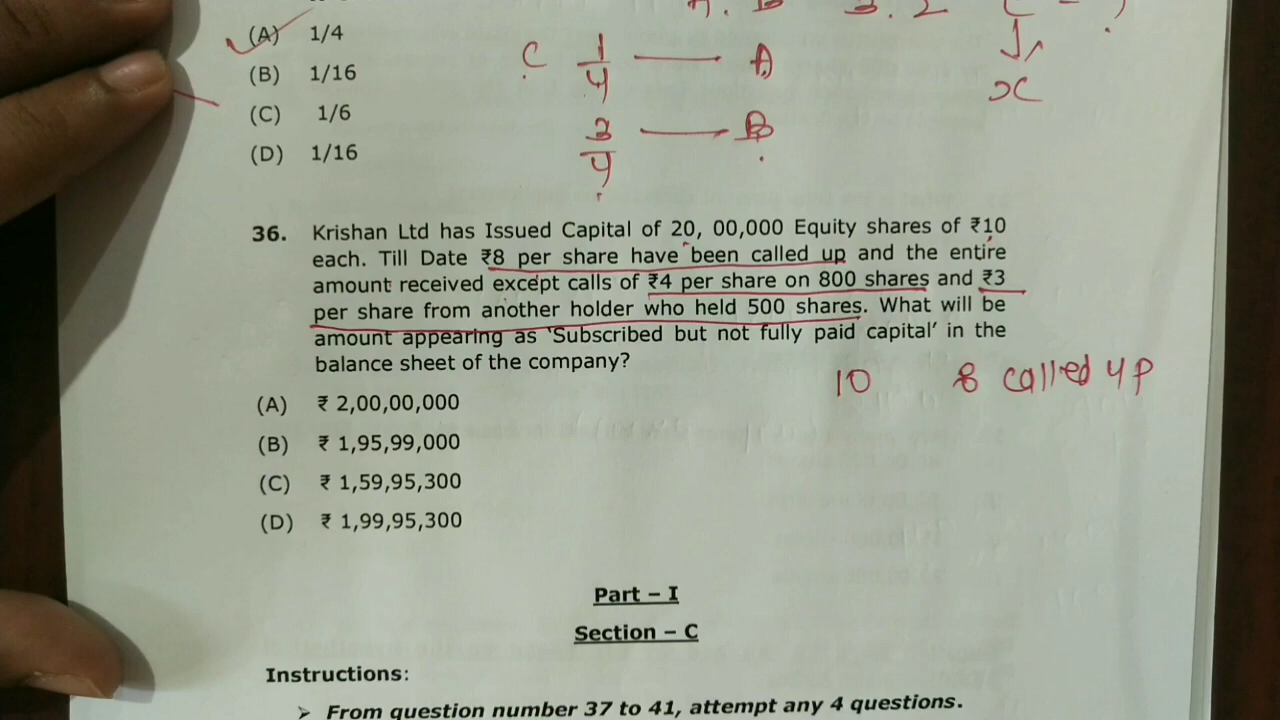 (A) 1/4
(B) 1/16
(C) 1/6
(D) 1/16
C 1/4 — A
3/4 — B
x
36. Krishan Ltd has Issued Capital of 20, 00,000 Equity shares of ₹10
each. Till Date ₹8 per share have been called up and the entire
amount received except calls of ₹4 per share on 800 shares and ₹3
per share from another holder who held 500 shares. What will be
amount appearing as ‘Subscribed but not fully paid capital’ in the
balance sheet of the company?
10 8 called up
(A) ₹ 2,00,00,000
(B) ₹ 1,95,99,000
(C) ₹ 1,59,95,300
(D) ₹ 1,99,95,300
Part – I
Section – C
Instructions:
➢ From question number 37 to 41, attempt any 4 questions.